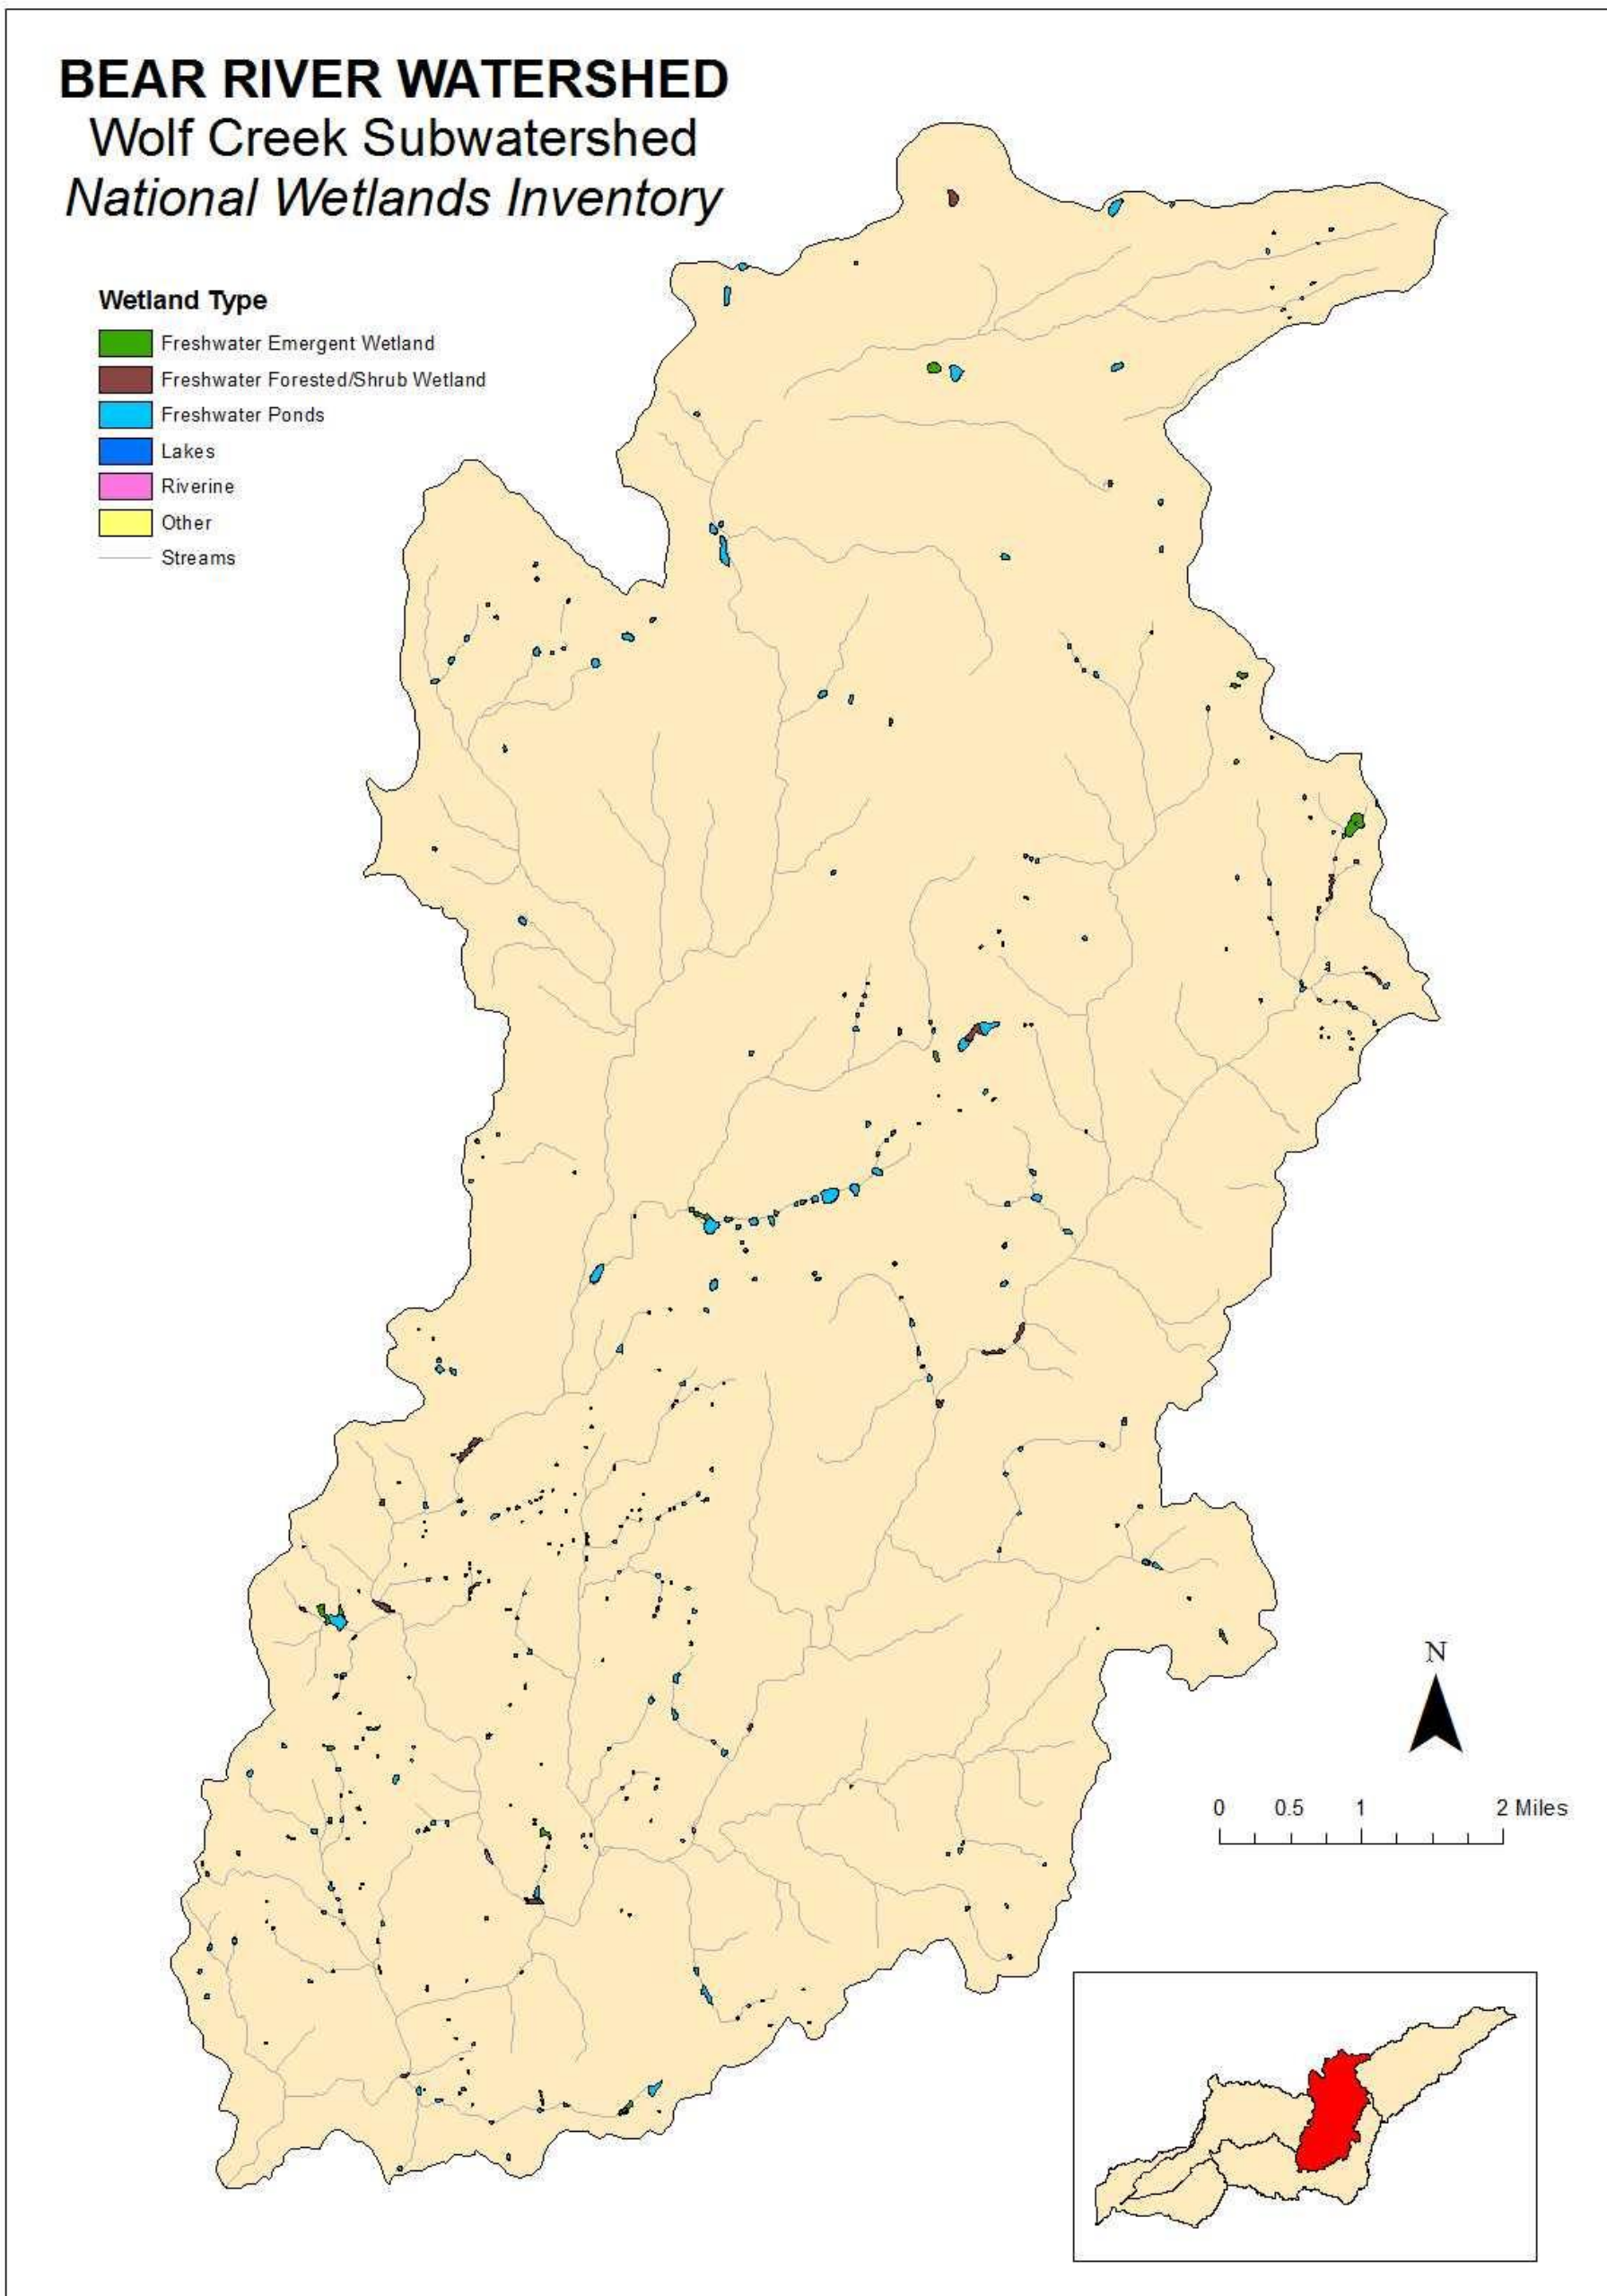 BEAR RIVER WATERSHED
Wolf Creek Subwatershed
National Wetlands Inventory
Wetland Type
Freshwater Emergent Wetland
Freshwater Forested/Shrub Wetland
Freshwater Ponds
Lakes
Riverine
Other
Streams
N
0 0.5 1 2 Miles